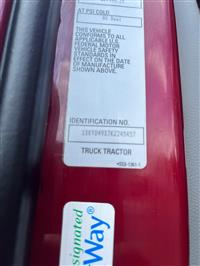 AT PSI COLD
THIS VEHICLE
CONFORMS TO ALL
APPLICABLE U.S.
FEDERAL MOTOR
VEHICLE SAFETY
STANDARDS IN
EFFECT ON THE DATE
OF MANUFACTURE
SHOWN ABOVE.
IDENTIFICATION NO.
TRUCK TRACTOR
signated
Way®